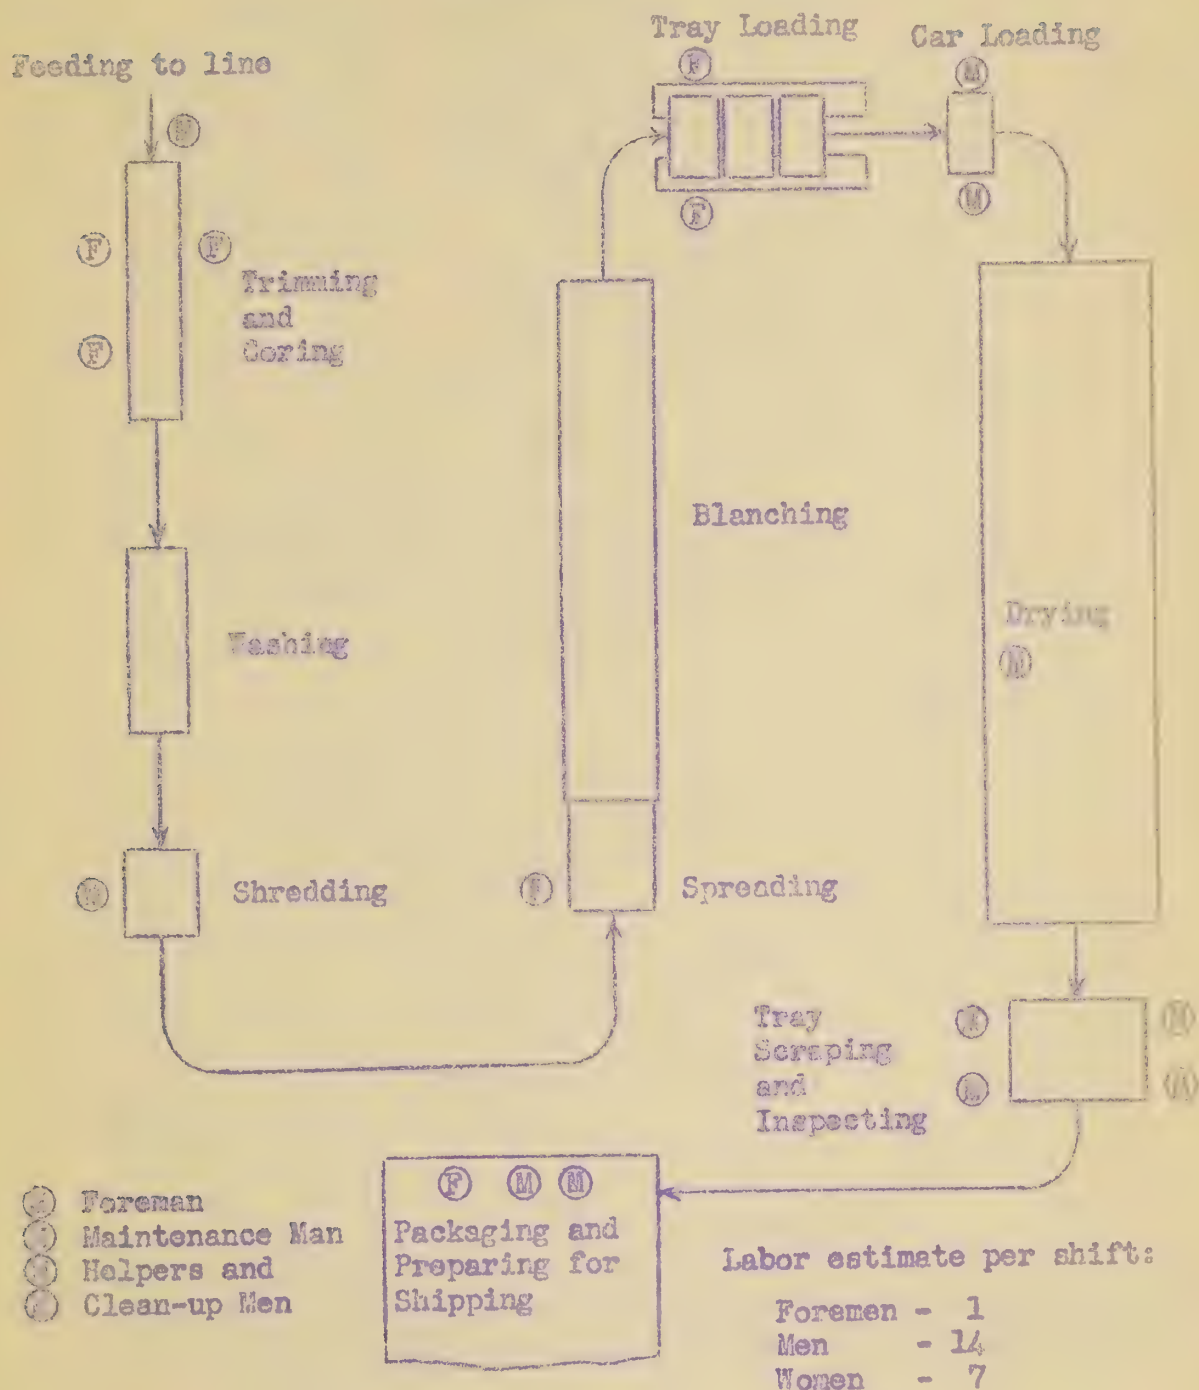 Tray Loading
Car Loading
Feeding to line
F
M
M
F
M
F
F
Trimming
and
Coring
F
Blanching
Washing
Drying
M
M
Shredding
F
Spreading
Tray
Scraping
and
Inspecting
F M M
Packaging and
Preparing for
Shipping
Foreman
Maintenance Man
Helpers and
Clean-up Men
Labor estimate per shift:
Foremen - 1
Men - 14
Women - 7